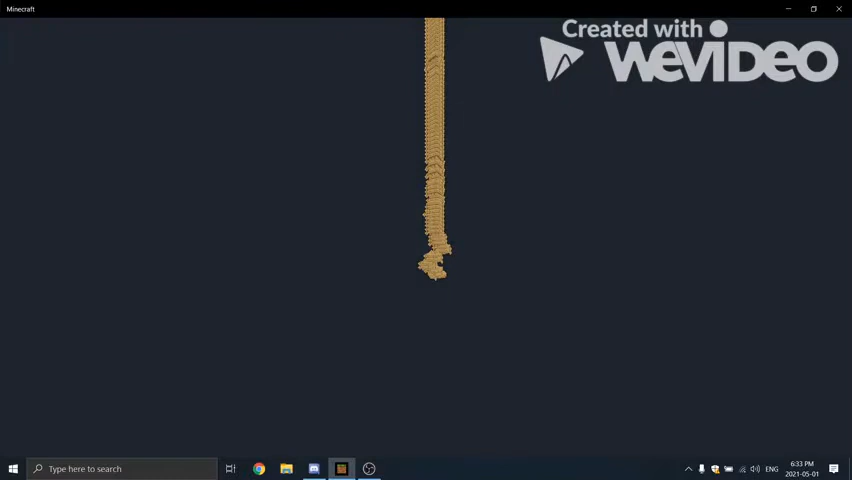 Minecraft
Created with
WEVIDEO
Type here to search
ENG
6:33 PM
2021-05-01